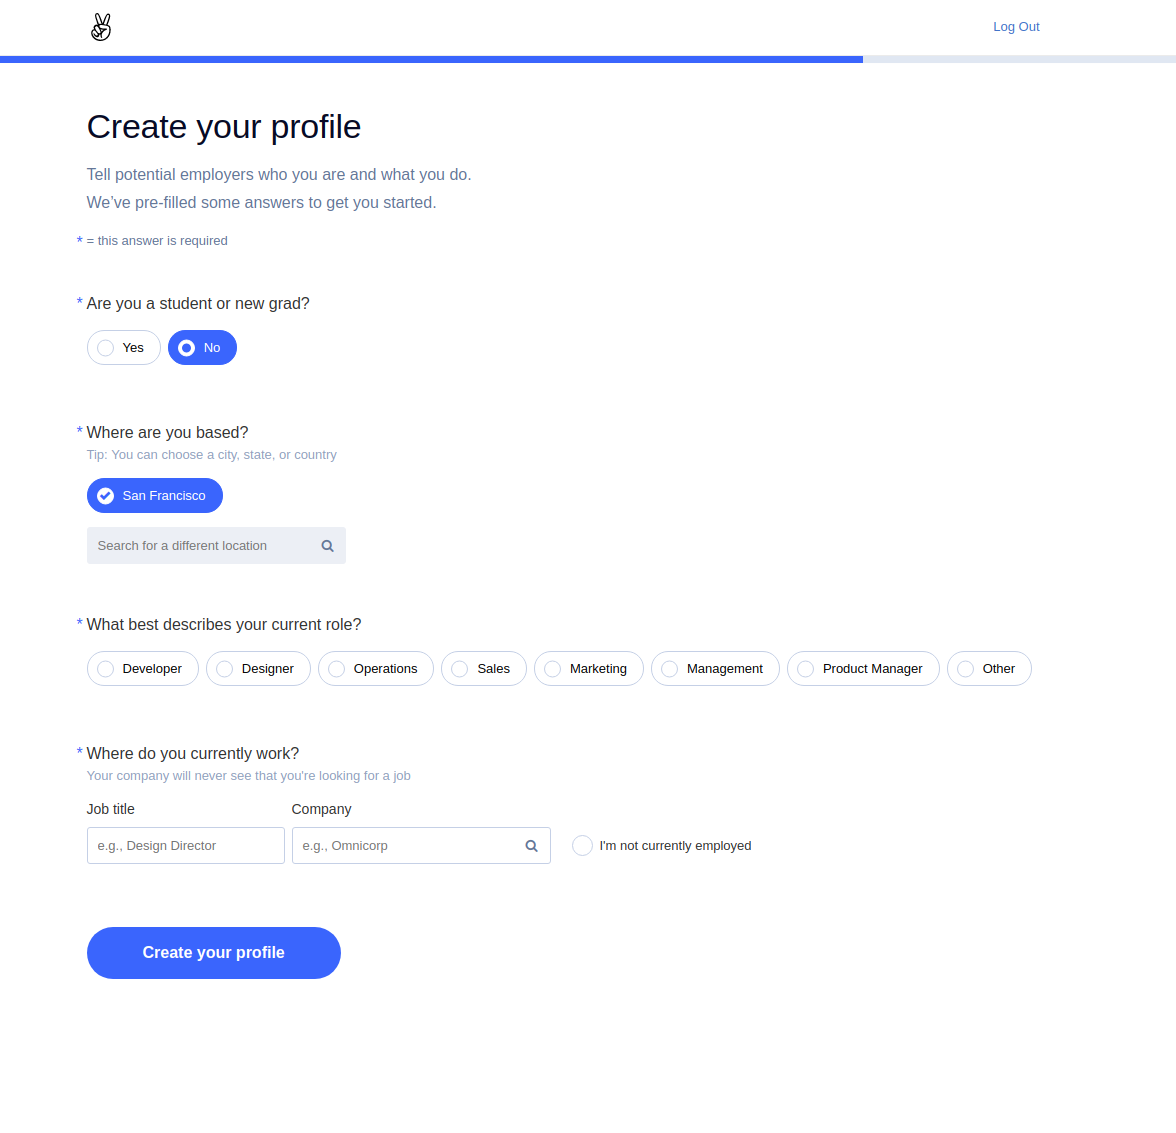 Log Out
Create your profile
Tell potential employers who you are and what you do.
We’ve pre-filled some answers to get you started.
* = this answer is required
* Are you a student or new grad?
Yes No
* Where are you based?
Tip: You can choose a city, state, or country
San Francisco
Search for a different location
* What best describes your current role?
Developer Designer Operations Sales Marketing Management Product Manager Other
* Where do you currently work?
Your company will never see that you're looking for a job
Job title Company
e.g., Design Director e.g., Omnicorp I'm not currently employed
Create your profile